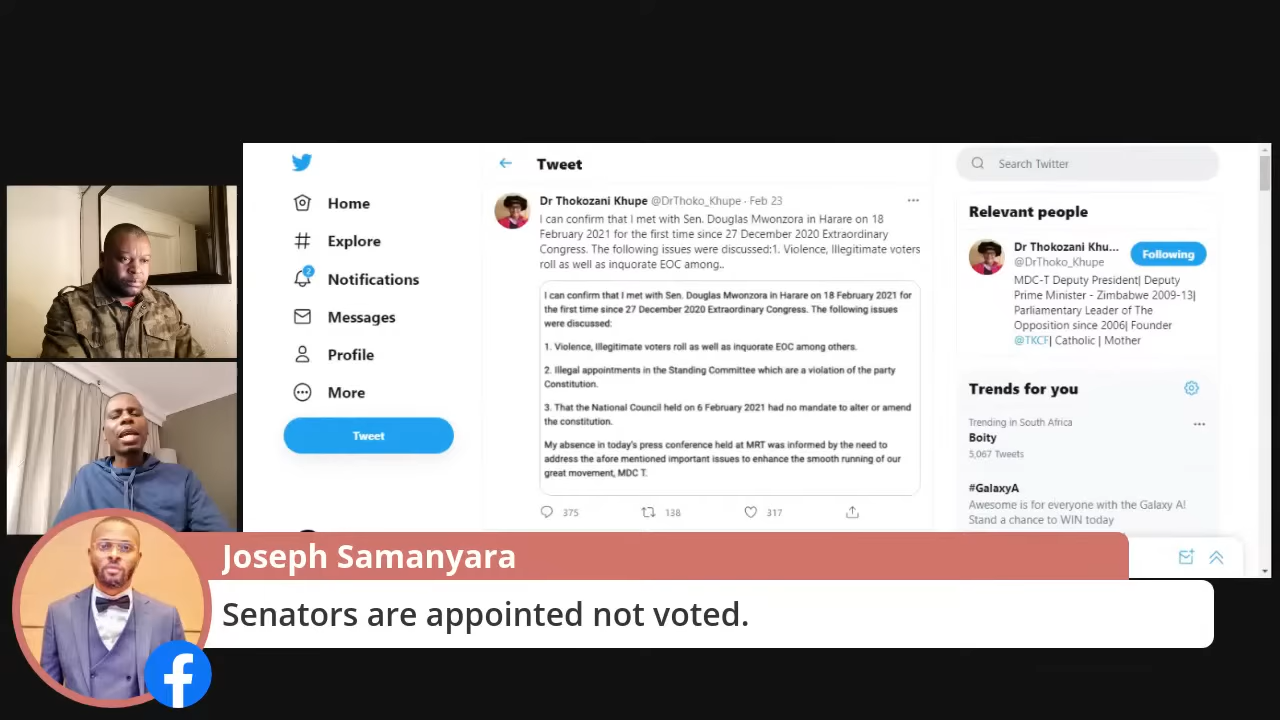 Home
Explore
2
Notifications
Messages
Profile
More
Tweet
Tweet
Dr Thokozani Khupe @DrThoko_Khupe · Feb 23
I can confirm that I met with Sen. Douglas Mwonzora in Harare on 18
February 2021 for the first time since 27 December 2020 Extraordinary
Congress. The following issues were discussed:1. Violence, Illegitimate voters
roll as well as inquorate EOC among..
I can confirm that I met with Sen. Douglas Mwonzora in Harare on 18 February 2021 for
the first time since 27 December 2020 Extraordinary Congress. The following issues
were discussed:
1. Violence, Illegitimate voters roll as well as inquorate EOC among others.
2. Illegal appointments in the Standing Committee which are a violation of the party
Constitution.
3. That the National Council held on 6 February 2021 had no mandate to alter or amend
the constitution.
My absence in today's press conference held at MRT was informed by the need to
address the afore mentioned important issues to enhance the smooth running of our
great movement, MDC T.
375 138 317
Search Twitter
Relevant people
Dr Thokozani Khu...
@DrThoko_Khupe
Following
MDC-T Deputy President| Deputy
Prime Minister - Zimbabwe 2009-13|
Parliamentary Leader of The
Opposition since 2006| Founder
@TKCF| Catholic | Mother
Trends for you
Trending in South Africa
Boity
5,067 Tweets
#GalaxyA
Awesome is for everyone with the Galaxy A!
Stand a chance to WIN today
Joseph Samanyara
Senators are appointed not voted.